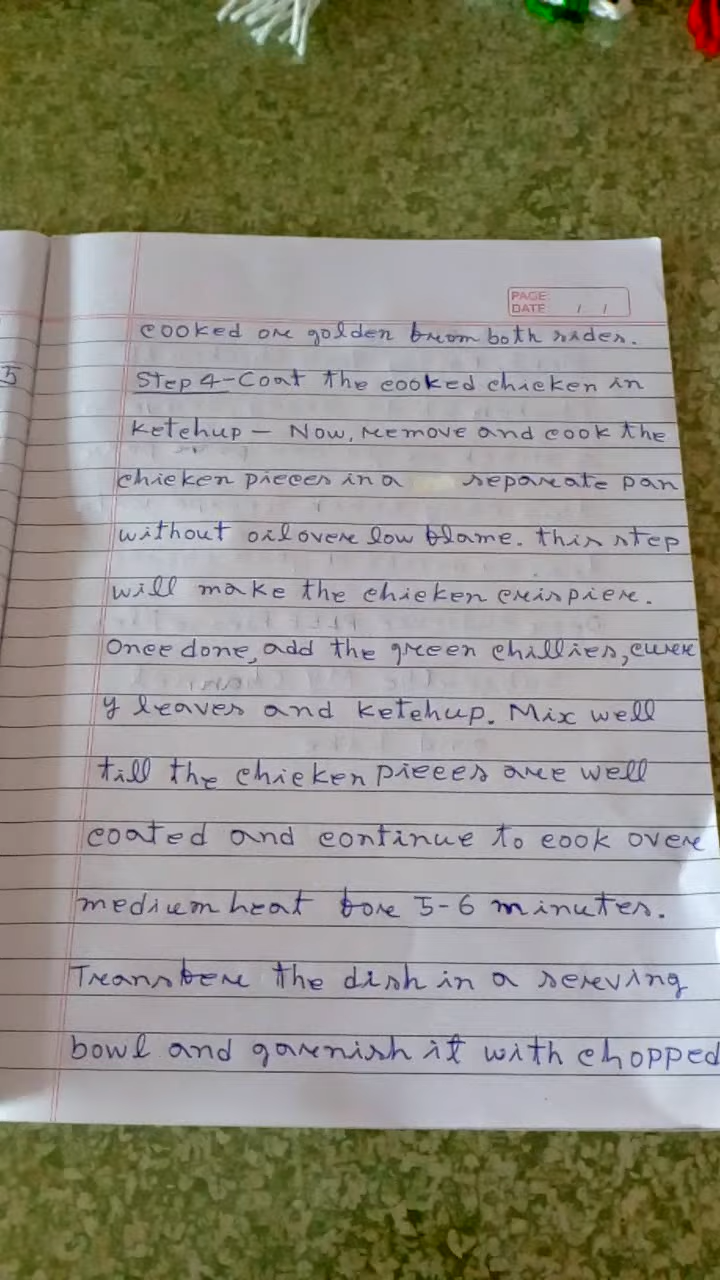 PAGE
DATE / /
cooked or golden from both sides.
Step 4-Coat the cooked chicken in
ketchup - Now, remove and cook the
chicken pieces in a separate pan
without oil over low flame. this step
will make the chicken crispier.
Once done, add the green chillies, curr
y leaves and ketchup. Mix well
till the chicken pieces are well
coated and continue to cook over
medium heat for 5-6 minutes.
Transfer the dish in a serving
bowl and garnish it with chopped
5